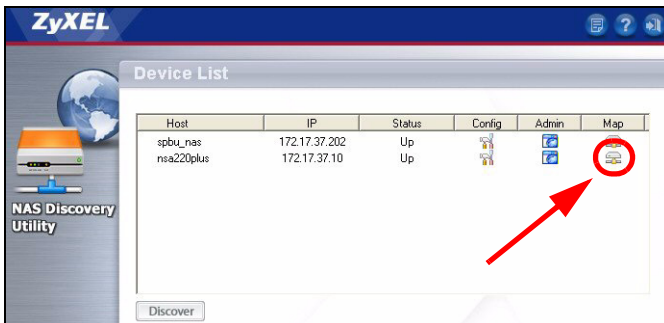 ZyXEL
Device List
Host IP Status Config Admin Map
spbu_nas 172.17.37.202 Up
nsa220plus 172.17.37.10 Up
NAS Discovery
Utility
Discover